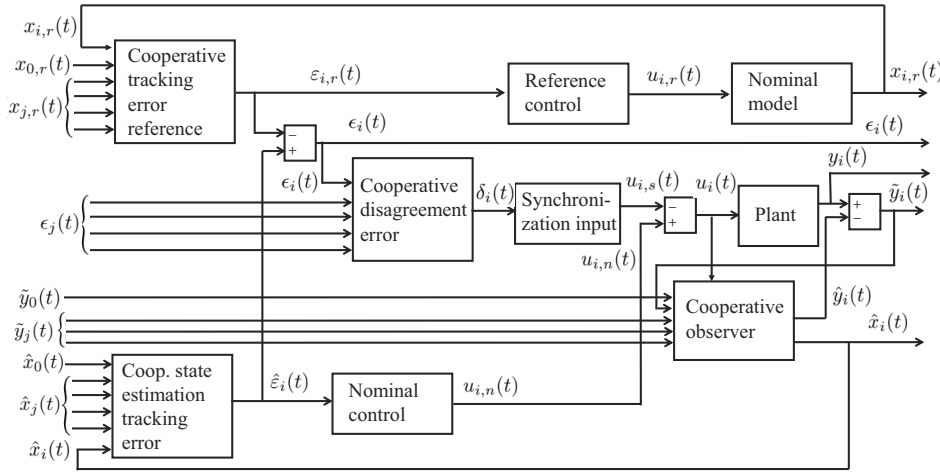 x_{i,r}(t)
x_{0,r}(t)
x_{j,r}(t)
Cooperative
tracking
error
reference
ε_{i,r}(t)
Reference
control
u_{i,r}(t)
Nominal
model
x_{i,r}(t)
−
+
ϵ_i(t)
ϵ_i(t)
ϵ_i(t)
ϵ_j(t)
Cooperative
disagreement
error
δ_i(t)
Synchroni-
zation input
u_{i,s}(t)
−
+
u_{i,n}(t)
u_i(t)
Plant
y_i(t)
+
−
ỹ_i(t)
ỹ_0(t)
ỹ_j(t)
Cooperative
observer
ŷ_i(t)
x̂_i(t)
x̂_0(t)
x̂_j(t)
x̂_i(t)
Coop. state
estimation
tracking
error
ε̂_i(t)
Nominal
control
u_{i,n}(t)